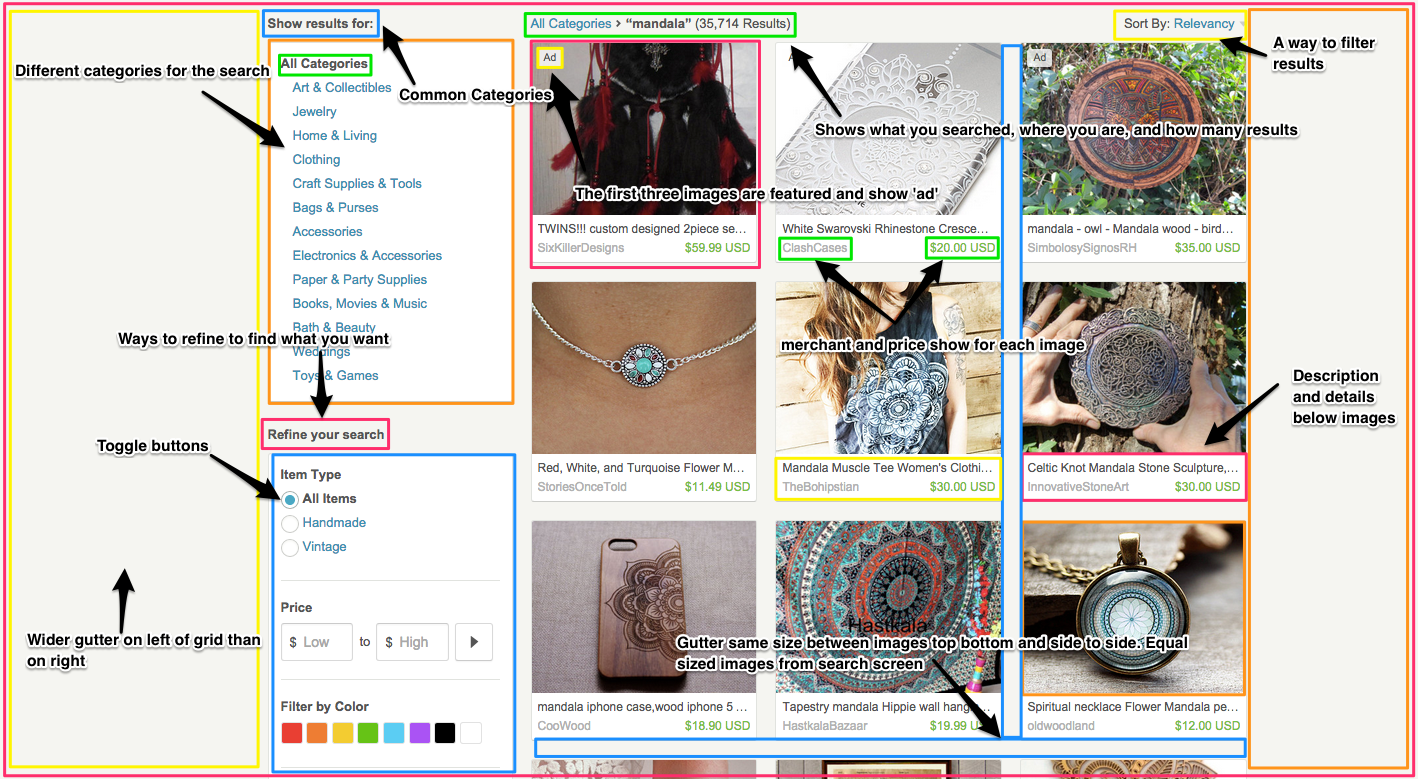 Show results for:
All Categories > “mandala” (35,714 Results)
Sort By: Relevancy
A way to filter
results
Different categories for the search
All Categories
Art & Collectibles
Jewelry
Home & Living
Clothing
Craft Supplies & Tools
Bags & Purses
Accessories
Electronics & Accessories
Paper & Party Supplies
Books, Movies & Music
Bath & Beauty
Weddings
Toys & Games
Common Categories
Ad
Ad
Shows what you searched, where you are, and how many results
The first three images are featured and show 'ad'
TWINS!!! custom designed 2piece se...
SixKillerDesigns $59.99 USD
White Swarovski Rhinestone Cresce...
ClashCases $20.00 USD
mandala - owl - Mandala wood - bird...
SimbolosySignosRH $35.00 USD
Ways to refine to find what you want
merchant and price show for each image
Description
and details
below images
Refine your search
Toggle buttons
Item Type
All Items
Handmade
Vintage
Red, White, and Turquoise Flower M...
StoriesOnceTold $11.49 USD
Mandala Muscle Tee Women's Clothi...
TheBohipstian $30.00 USD
Celtic Knot Mandala Stone Sculpture,...
InnovativeStoneArt $30.00 USD
Price
$ Low to $ High
Wider gutter on left of grid than
on right
Hastkala
Gutter same size between images top bottom and side to side. Equal
sized images from search screen
Filter by Color
mandala iphone case,wood iphone 5 ...
CooWood $18.90 USD
Tapestry mandala Hippie wall hang...
HastkalaBazaar $19.99 USD
Spiritual necklace Flower Mandala pe...
oldwoodland $12.00 USD